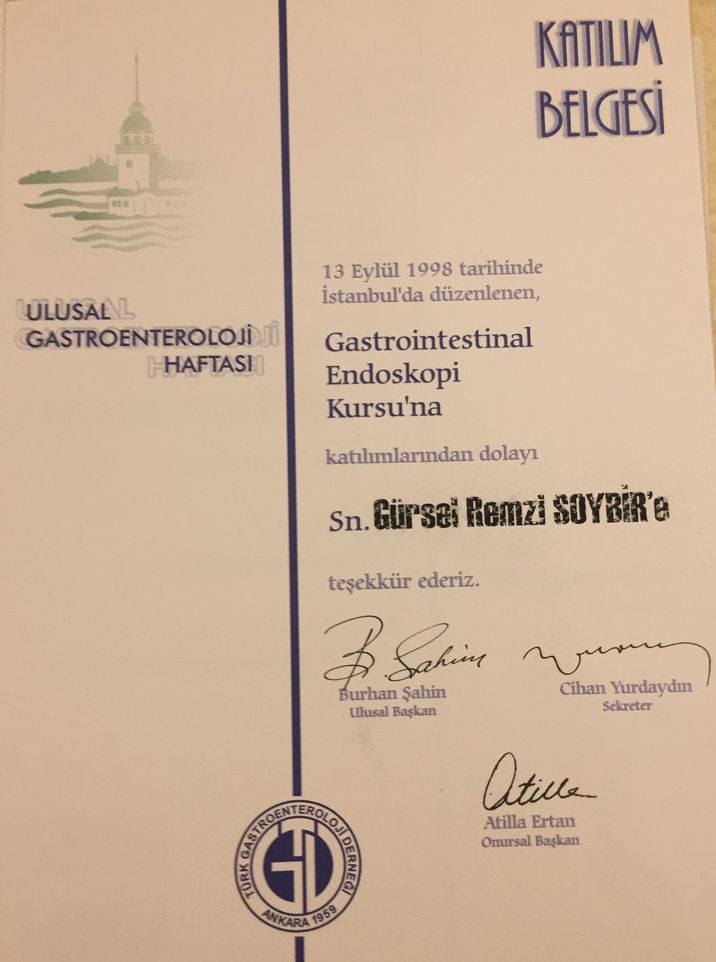 KATILIM
BELGESİ
ULUSAL
GASTROENTEROLOJİ
HAFTASI
13 Eylül 1998 tarihinde
İstanbul'da düzenlenen,
Gastrointestinal
Endoskopi
Kursu'na
katılımlarından dolayı
Sn. Gürsel Remzi SOYBİR'e
teşekkür ederiz.
B. Şahin
Burhan Şahin
Ulusal Başkan
Cihan Yurdaydın
Sekreter
Atilla
Atilla Ertan
Onursal Başkan
TÜRK GASTROENTEROLOJİ DERNEĞİ
ANKARA 1959